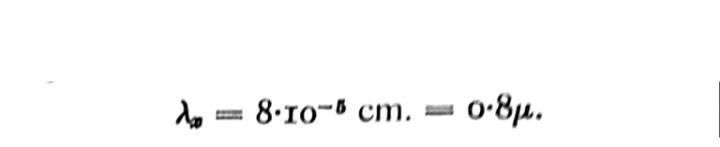 λ∞ = 8·10⁻⁵ cm. = 0·8μ.